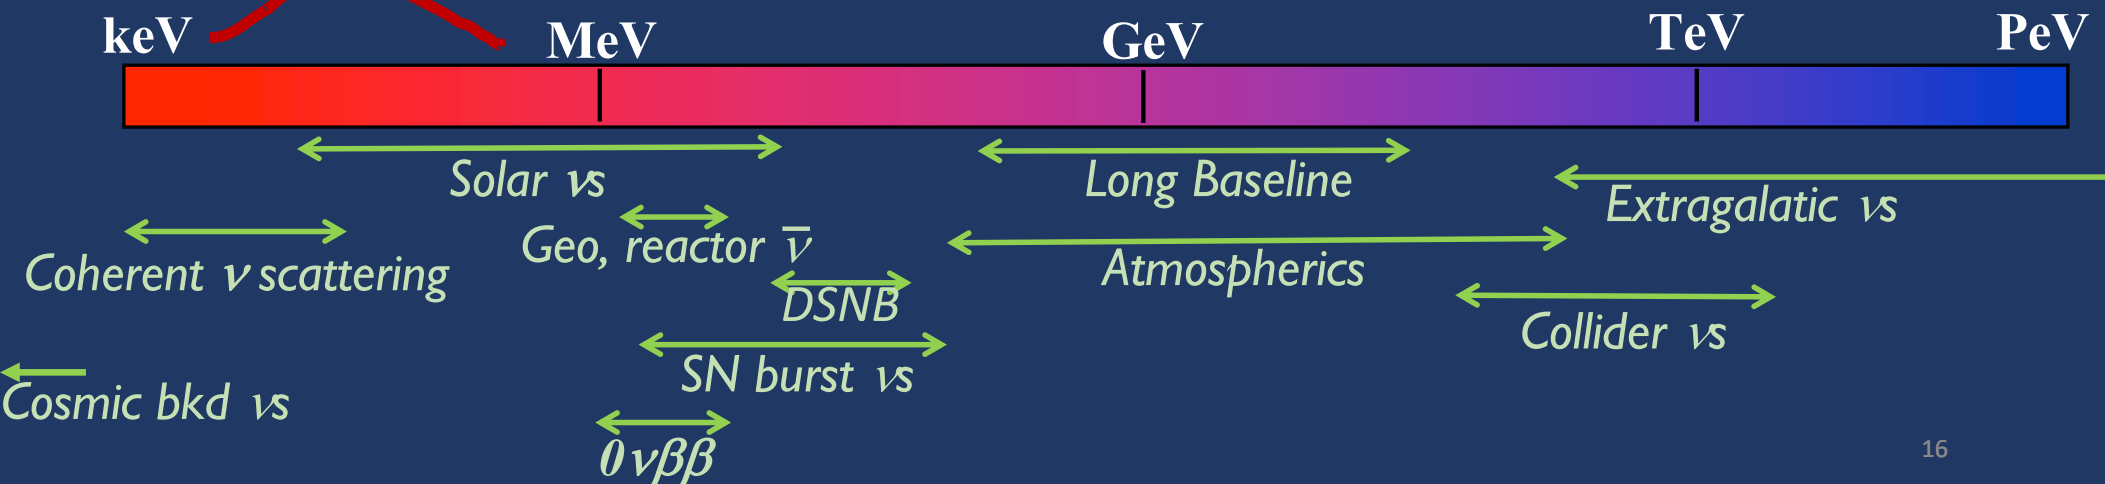 keV MeV GeV TeV PeV
Solar νs
Long Baseline
Extragalatic νs
Geo, reactor ν̅
Coherent ν scattering
Atmospherics
DSNB
Collider νs
SN burst νs
Cosmic bkd νs
0νββ
16